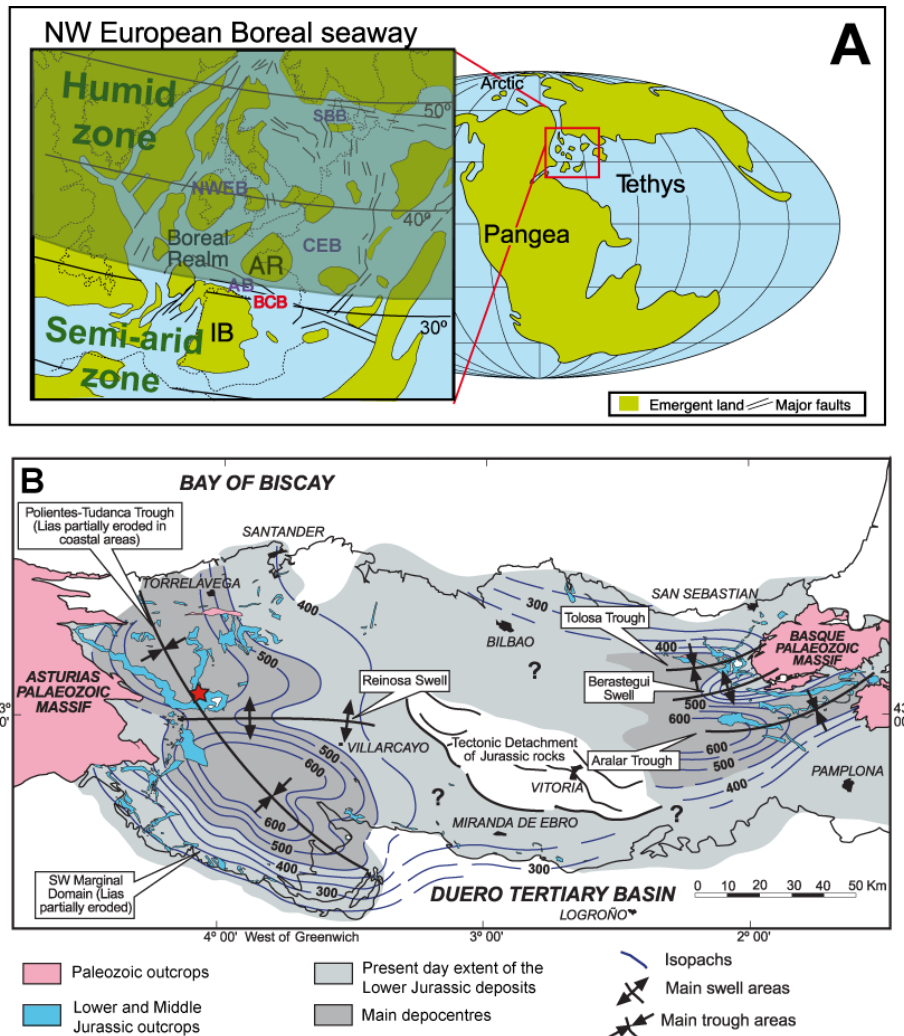 NW European Boreal seaway
A
Humid
zone
50º
SBB
NWEB
40º
Boreal
Realm
CEB
AR
AB
BCB
IB
30º
Semi-arid
zone
Arctic
Tethys
Pangea
Emergent land
Major faults
B
BAY OF BISCAY
Polientes-Tudanca Trough
(Lias partially eroded in
coastal areas)
SANTANDER
TORRELAVEGA
400
500
300
BILBAO
SAN SEBASTIAN
Tolosa Trough
400
BASQUE
PALAEOZOIC
MASSIF
Berastegui
Swell
500
600
ASTURIAS
PALAEOZOIC
MASSIF
Reinosa Swell
?
3º
0'
43
00'
VILLARCAYO
500
600
Tectonic Detachment
of Jurassic rocks
VITORIA
Aralar Trough
600
500
400
PAMPLONA
?
?
MIRANDA DE EBRO
600
500
400
300
300
SW Marginal
Domain (Lias
partially eroded)
DUERO TERTIARY BASIN
LOGROÑO
0 10 20 30 40 50 Km
4º 00' West of Greenwich
3º 00'
2º 00'
Paleozoic outcrops
Lower and Middle
Jurassic outcrops
Present day extent of the
Lower Jurassic deposits
Main depocentres
Isopachs
Main swell areas
Main trough areas